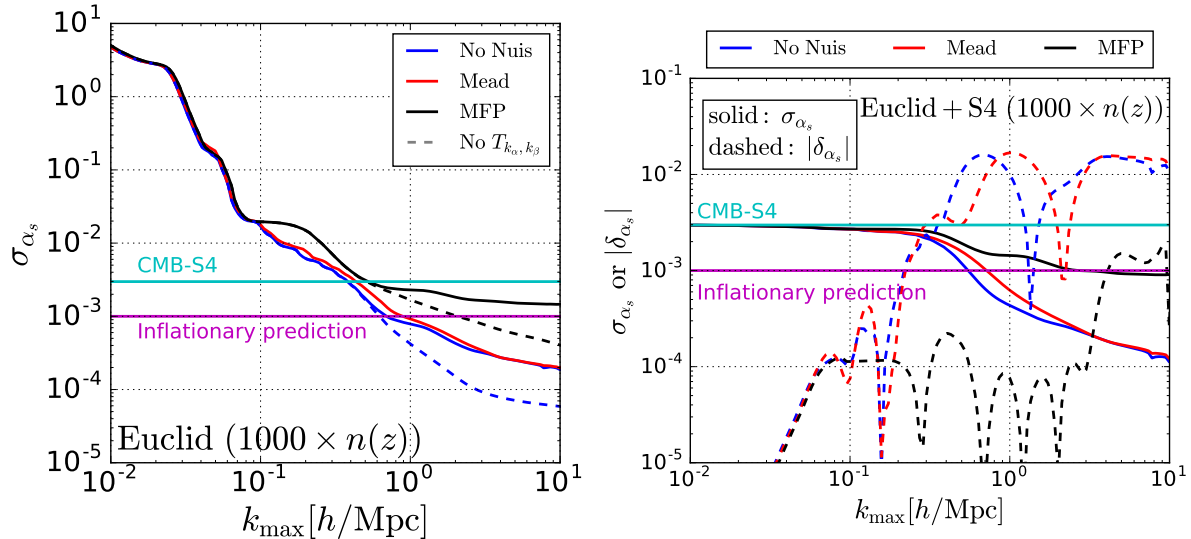 10^1
10^0
10^{-1}
10^{-2}
10^{-3}
10^{-4}
10^{-5}
σ_{α_s}
No Nuis
Mead
MFP
No T_{k_α,k_β}
CMB-S4
Inflationary prediction
Euclid (1000 × n(z))
10^{-2} 10^{-1} 10^0 10^1
k_{max}[h/Mpc]
No Nuis Mead MFP
10^{-1}
10^{-2}
10^{-3}
10^{-4}
10^{-5}
σ_{α_s} or |δ_{α_s}|
solid: σ_{α_s}
dashed: |δ_{α_s}|
Euclid + S4 (1000 × n(z))
CMB-S4
Inflationary prediction
10^{-2} 10^{-1} 10^0 10^1
k_{max}[h/Mpc]